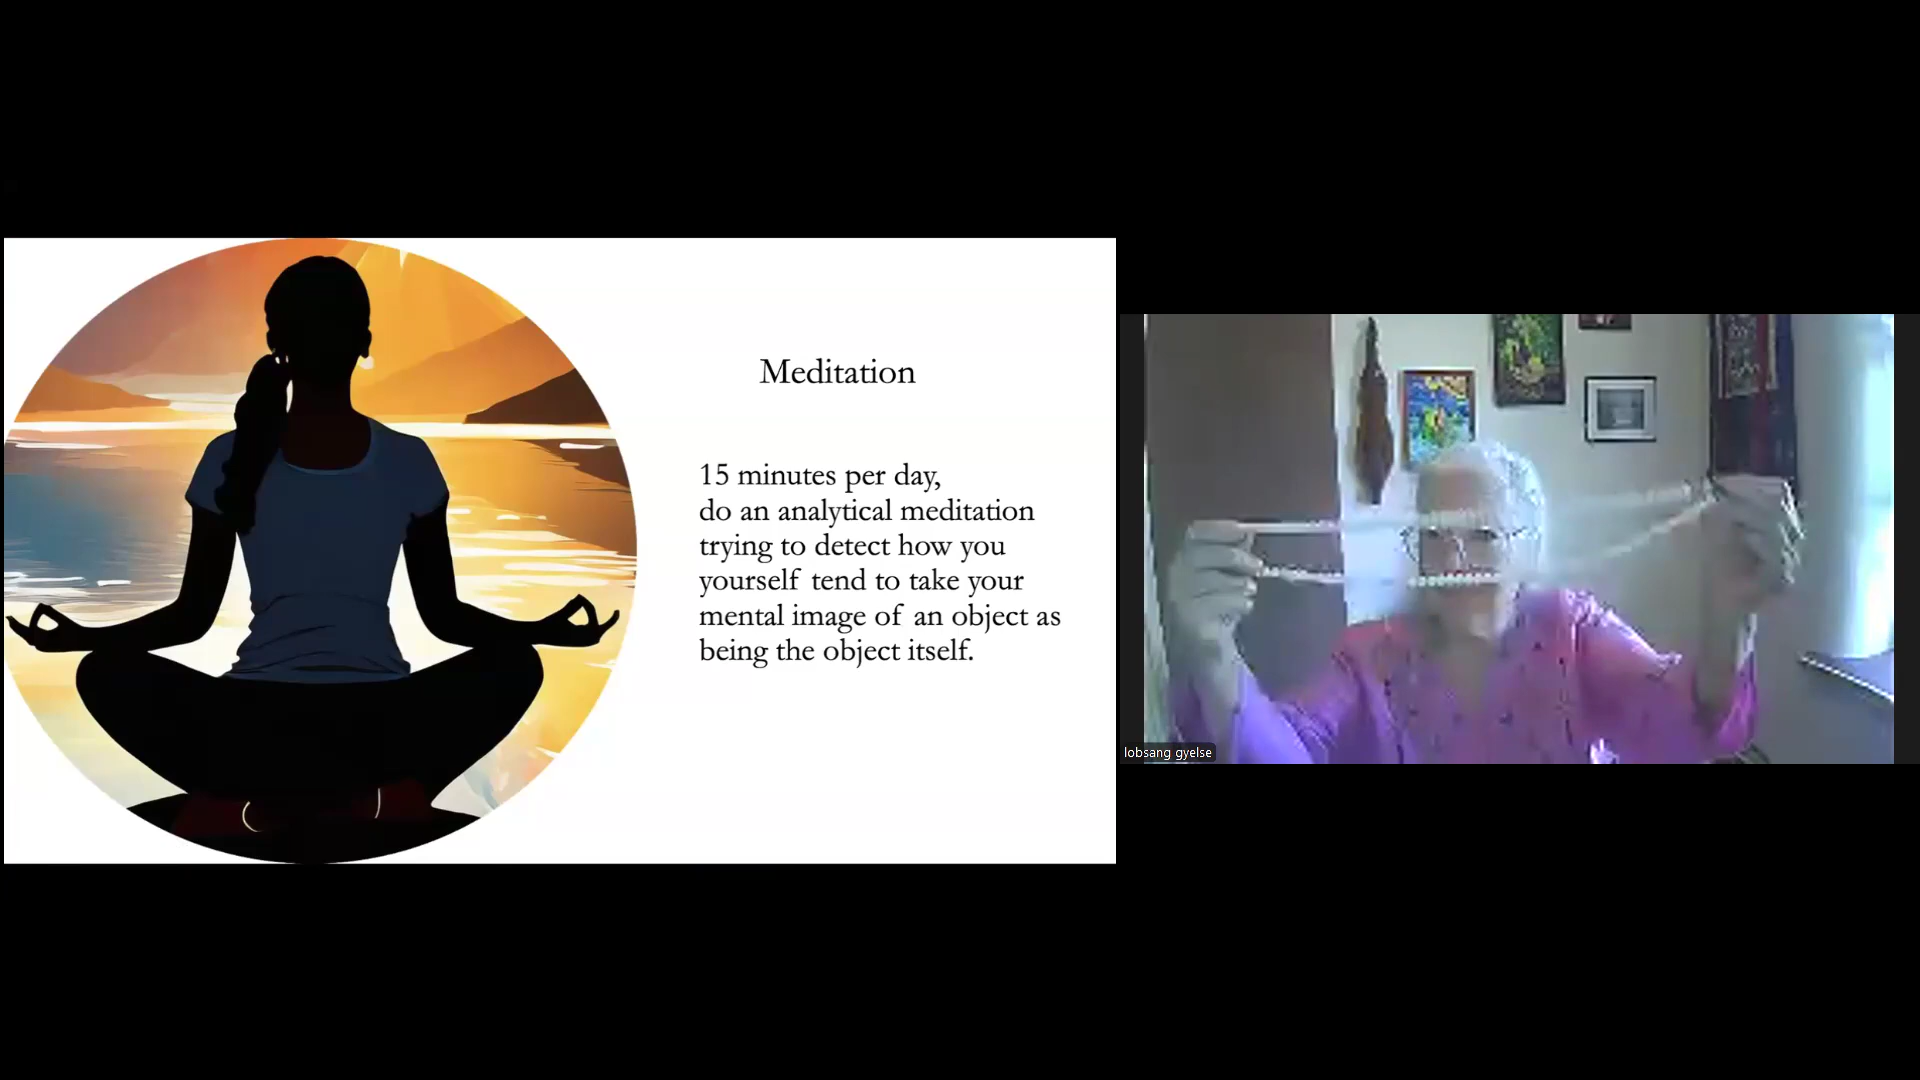 Meditation
15 minutes per day,
do an analytical meditation
trying to detect how you
yourself tend to take your
mental image of an object as
being the object itself.
lobsang gyelse